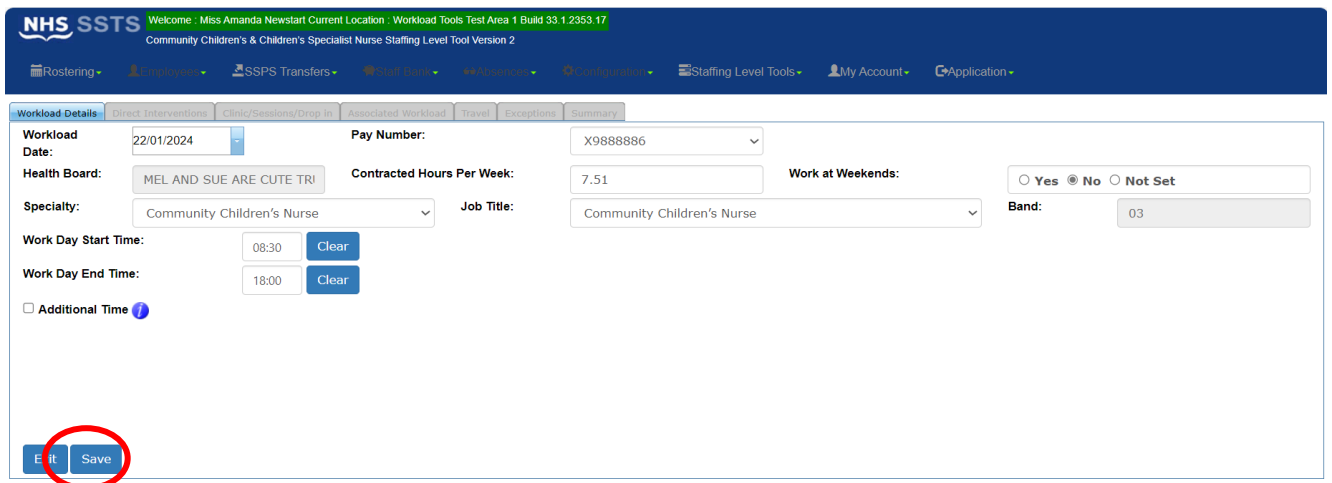 NHS SSTS Welcome : Miss Amanda Newstart Current Location : Workload Tools Test Area 1 Build 33.1.2353.17
Community Children's & Children's Specialist Nurse Staffing Level Tool Version 2
Rostering Employees SSPS Transfers Staff Bank Absences Configuration Staffing Level Tools My Account Application
Workload Details Direct Interventions Clinic/Sessions/Drop in Associated Workload Travel Exceptions Summary
Workload Date: 22/01/2024 Pay Number: X9888886
Health Board: MEL AND SUE ARE CUTE TRU Contracted Hours Per Week: 7.51 Work at Weekends: Yes No Not Set
Specialty: Community Children's Nurse Job Title: Community Children's Nurse Band: 03
Work Day Start Time: 08:30 Clear
Work Day End Time: 18:00 Clear
Additional Time i
Exit Save